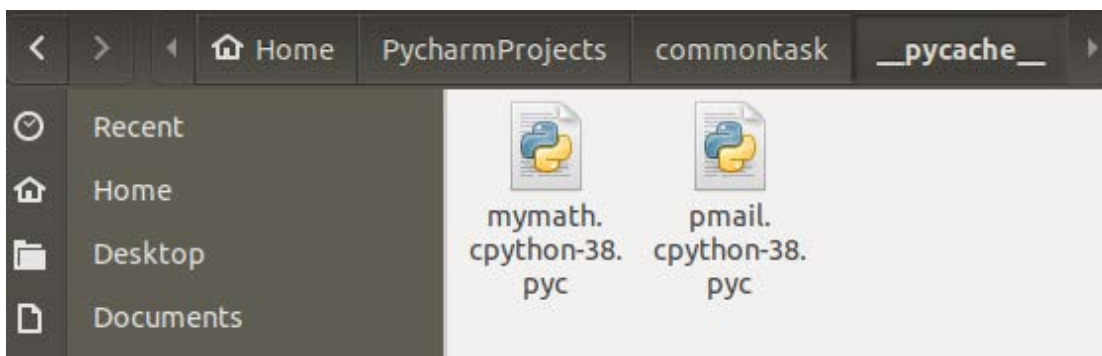 Home PycharmProjects commontask __pycache__
Recent
Home
Desktop
Documents
mymath.
cpython-38.
pyc
pmail.
cpython-38.
pyc